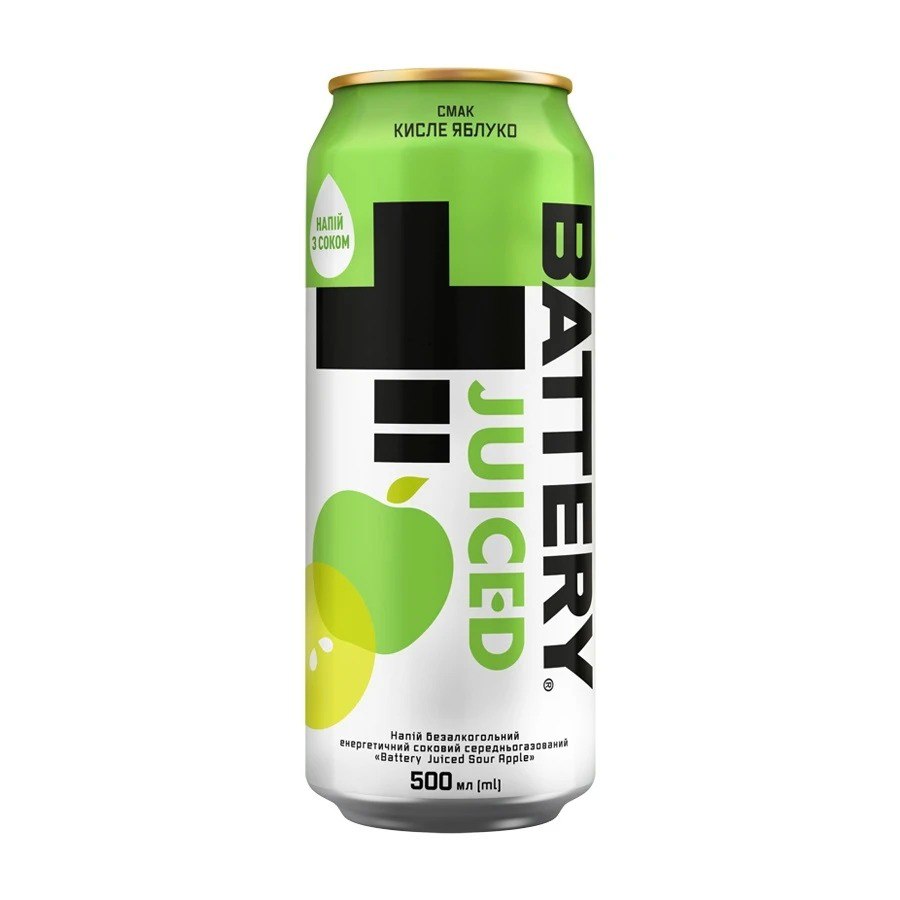 СМАК
КИСЛЕ ЯБЛУКО
НАПІЙ
З СОКОМ
BATTERY®
JUICED
Напій безалкогольний
енергетичний соковий середньогазований
«Battery Juiced Sour Apple»
500 мл (ml)